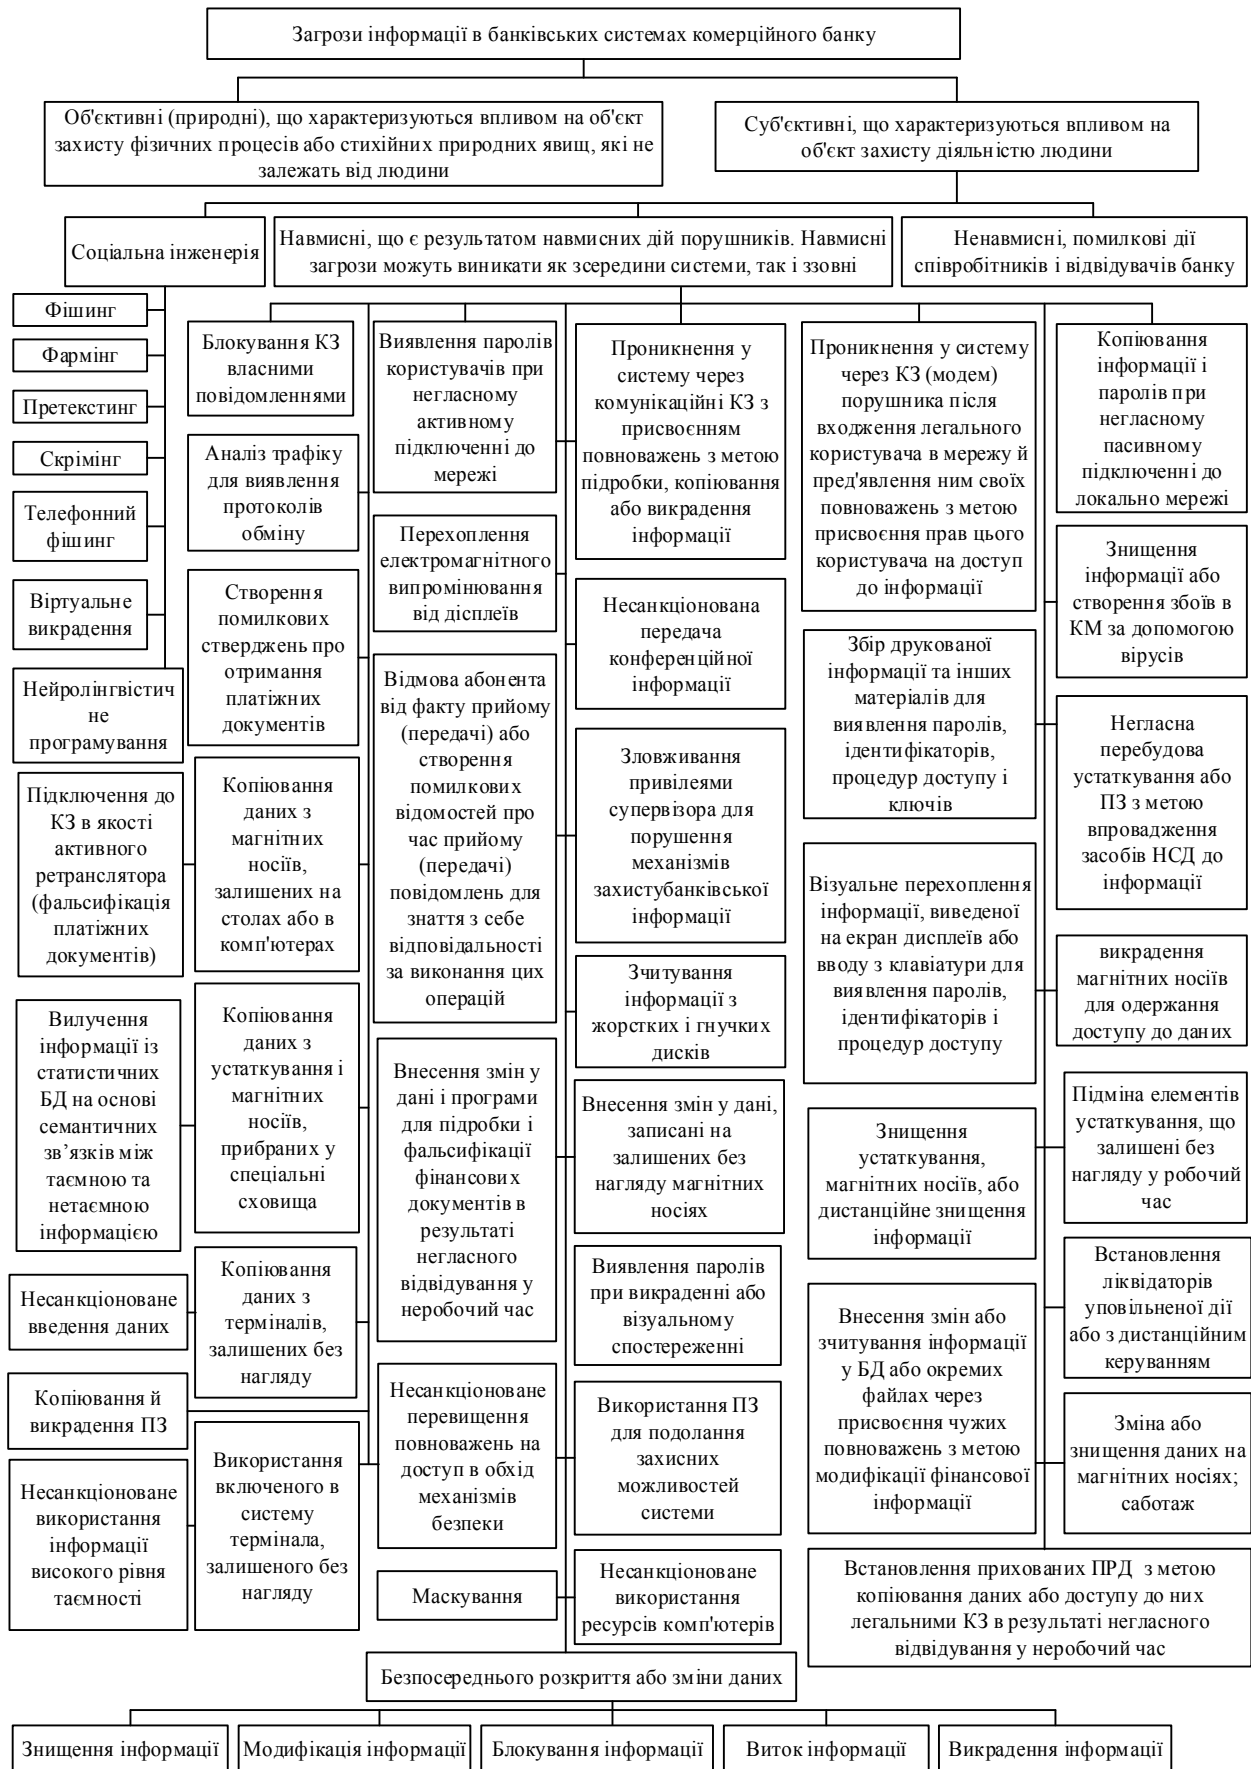 Загрози інформації в банківських системах комерційного банку
Об'єктивні (природні), що характеризуються впливом на об'єкт
захисту фізичних процесів або стихійних природних явищ, які не
залежать від людини
Суб'єктивні, що характеризуються впливом на
об'єкт захисту діяльністю людини
Соціальна інженерія
Навмисні, що є результатом навмисних дій порушників. Навмисні
загрози можуть виникати як зсередини системи, так і ззовні
Ненавмисні, помилкові дії
співробітників і відвідувачів банку
Фішинг
Фармінг
Претекстинг
Скрімінг
Телефонний
фішинг
Віртуальне
викрадення
Нейролінгвістич
не
програмування
Підключення до
КЗ в якості
активного
ретранслятора
(фальсифікація
платіжних
документів)
Вилучення
інформації із
статистичних
БД на основі
семантичних
зв’язків між
таємною та
нетаємною
інформацією
Несанкціоноване
введення даних
Копіювання й
викрадення ПЗ
Несанкціоноване
використання
інформації
високого рівня
таємності
Блокування КЗ
власними
повідомленнями
Аналіз трафіку
для виявлення
протоколів
обміну
Створення
помилкових
стверджень про
отримання
платіжних
документів
Копіювання
даних з
магнітних
носіїв,
залишених на
столах або в
комп'ютерах
Копіювання
даних з
устаткування і
магнітних
носіїв,
прибраних у
спеціальні
сховища
Копіювання
даних з
терміналів,
залишених без
нагляду
Використання
включеного в
систему
термінала,
залишеного без
нагляду
Виявлення паролів
користувачів при
негласному
активному
підключенні до
мережі
Перехоплення
електромагнітного
випромінювання
від дісплеїв
Відмова абонента
від факту прийому
(передачі) або
створення
помилкових
відомостей про
час прийому
(передачі)
повідомлень для
знаття з себе
відповідальності
за виконання цих
операцій
Внесення змін у
дані і програми
для підробки і
фальсифікації
фінансових
документів в
результаті
негласного
відвідування у
неробочий час
Несанкціоноване
перевищення
повноважень на
доступ в обхід
механізмів
безпеки
Маскування
Проникнення у
систему через
комунікаційні КЗ з
присвоєнням
повноважень з метою
підробки, копіювання
або викрадення
інформації
Несанкціонована
передача
конференційної
інформації
Зловживання
привілеями
супервізора для
порушення
механізмів
захистубанківської
інформації
Зчитування
інформації з
жорстких і гнучких
дисків
Внесення змін у дані,
записані на
залишених без
нагляду магнітних
носіях
Виявлення паролів
при викраденні або
візуальному
спостереженні
Використання ПЗ
для подолання
захисних
можливостей
системи
Несанкціоноване
використання
ресурсів комп'ютерів
Проникнення у систему
через КЗ (модем)
порушника після
входження легального
користувача в мережу й
пред'явлення ним своїх
повноважень з метою
присвоєння прав цього
користувача на доступ
до інформації
Збір друкованої
інформації та інших
матеріалів для
виявлення паролів,
ідентифікаторів,
процедур доступу і
ключів
Візуальне перехоплення
інформації, виведеної
на екран дисплеїв або
вводу з клавіатури для
виявлення паролів,
ідентифікаторів і
процедур доступу
Знищення
устаткування,
магнітних носіїв, або
дистанційне знищення
інформації
Внесення змін або
зчитування інформації
у БД або окремих
файлах через
присвоєння чужих
повноважень з метою
модифікації фінансової
інформації
Копіювання
інформації і
паролів при
негласному
пасивному
підключенні до
локально мережі
Знищення
інформації або
створення збоїв в
КМ за допомогою
вірусів
Негласна
перебудова
устаткування або
ПЗ з метою
впровадження
засобів НСД до
інформації
викрадення
магнітних носіїв
для одержання
доступу до даних
Підміна елементів
устаткування, що
залишені без
нагляду у робочий
час
Встановлення
ліквідаторів
уповільненої дії
або з дистанційним
керуванням
Зміна або
знищення даних на
магнітних носіях;
саботаж
Встановлення прихованих ПРД з метою
копіювання даних або доступу до них
легальними КЗ в результаті негласного
відвідування у неробочий час
Безпосереднього розкриття або зміни даних
Знищення інформації
Модифікація інформації
Блокування інформації
Виток інформації
Викрадення інформації